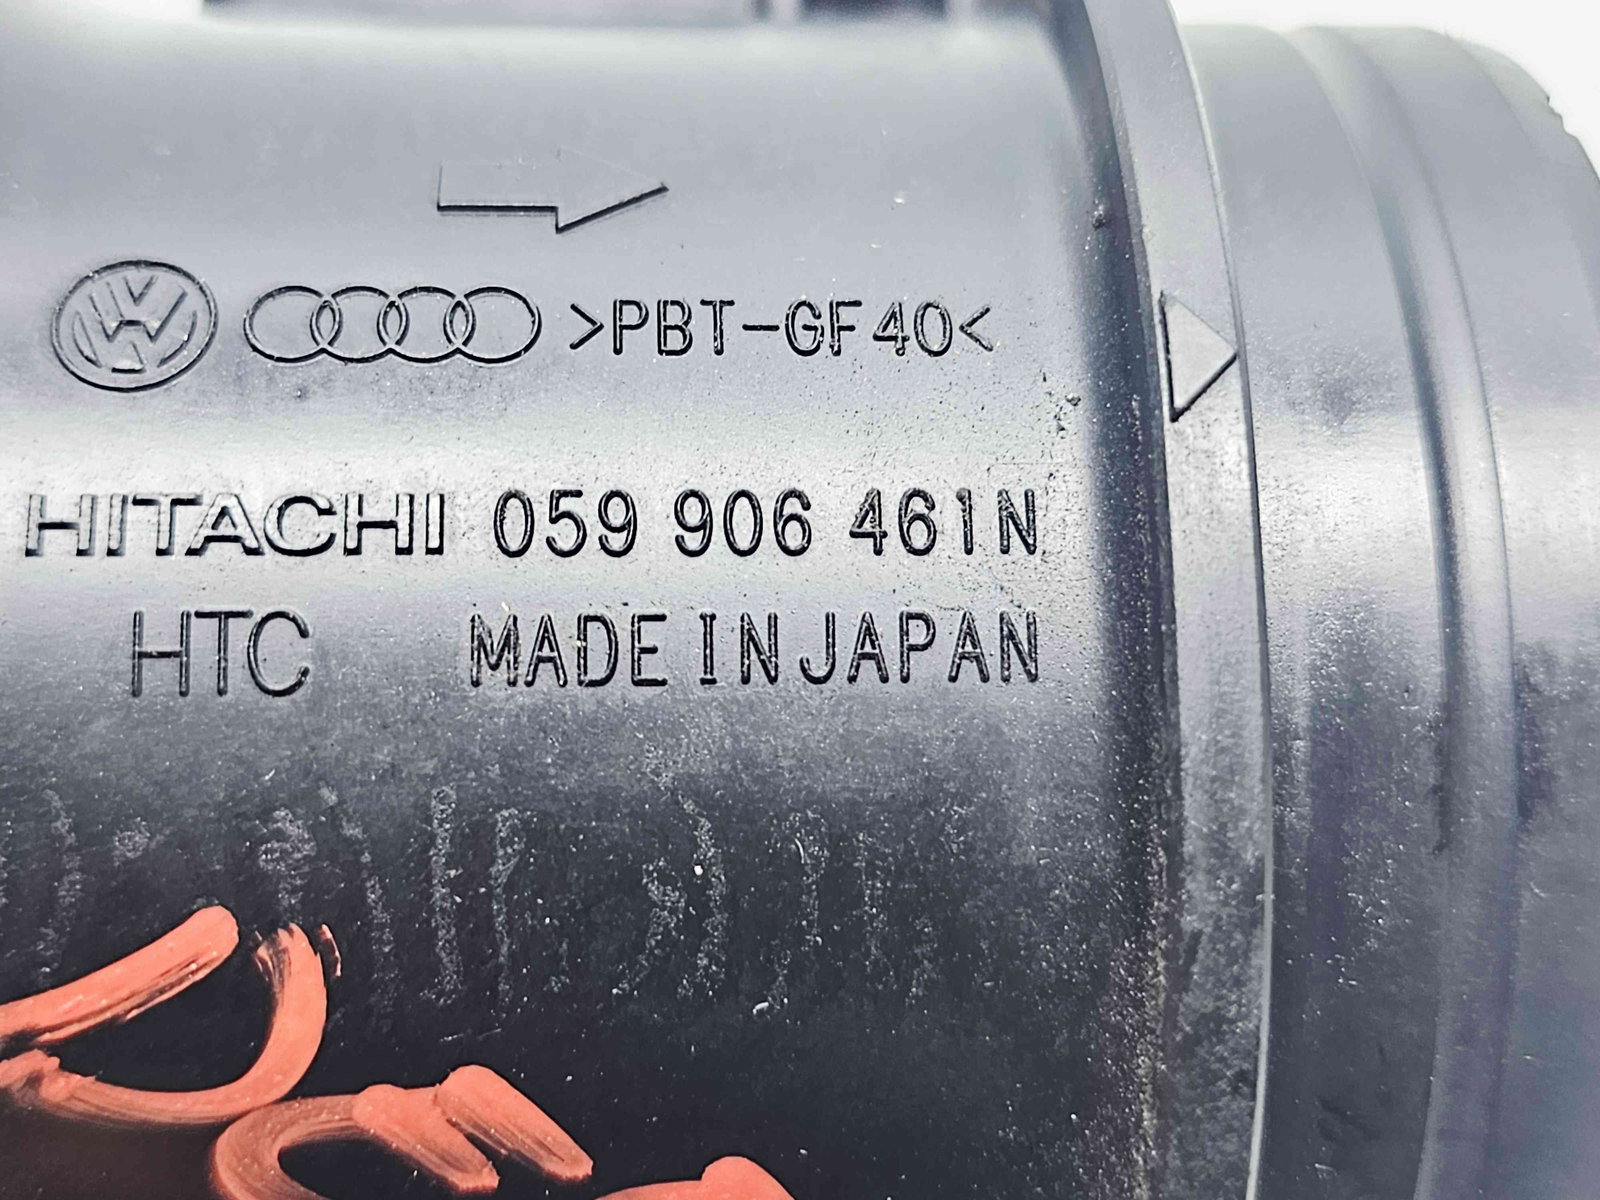 >PBT-GF40<
HITACHI 059 906 461N
HTC MADE IN JAPAN